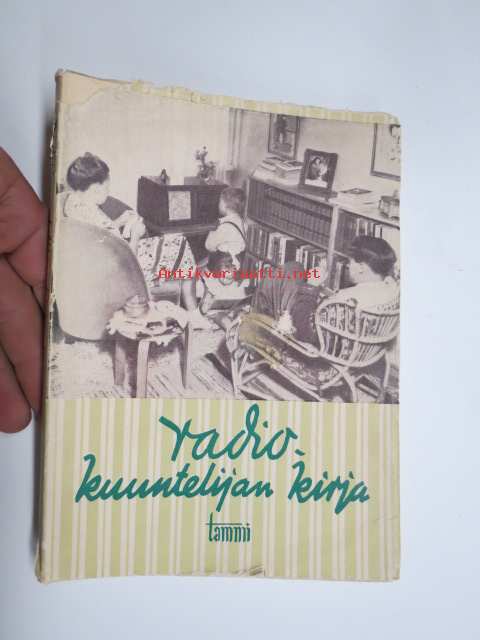 Antikvariaatti.net
radio-
kuuntelijan kirja
tammi